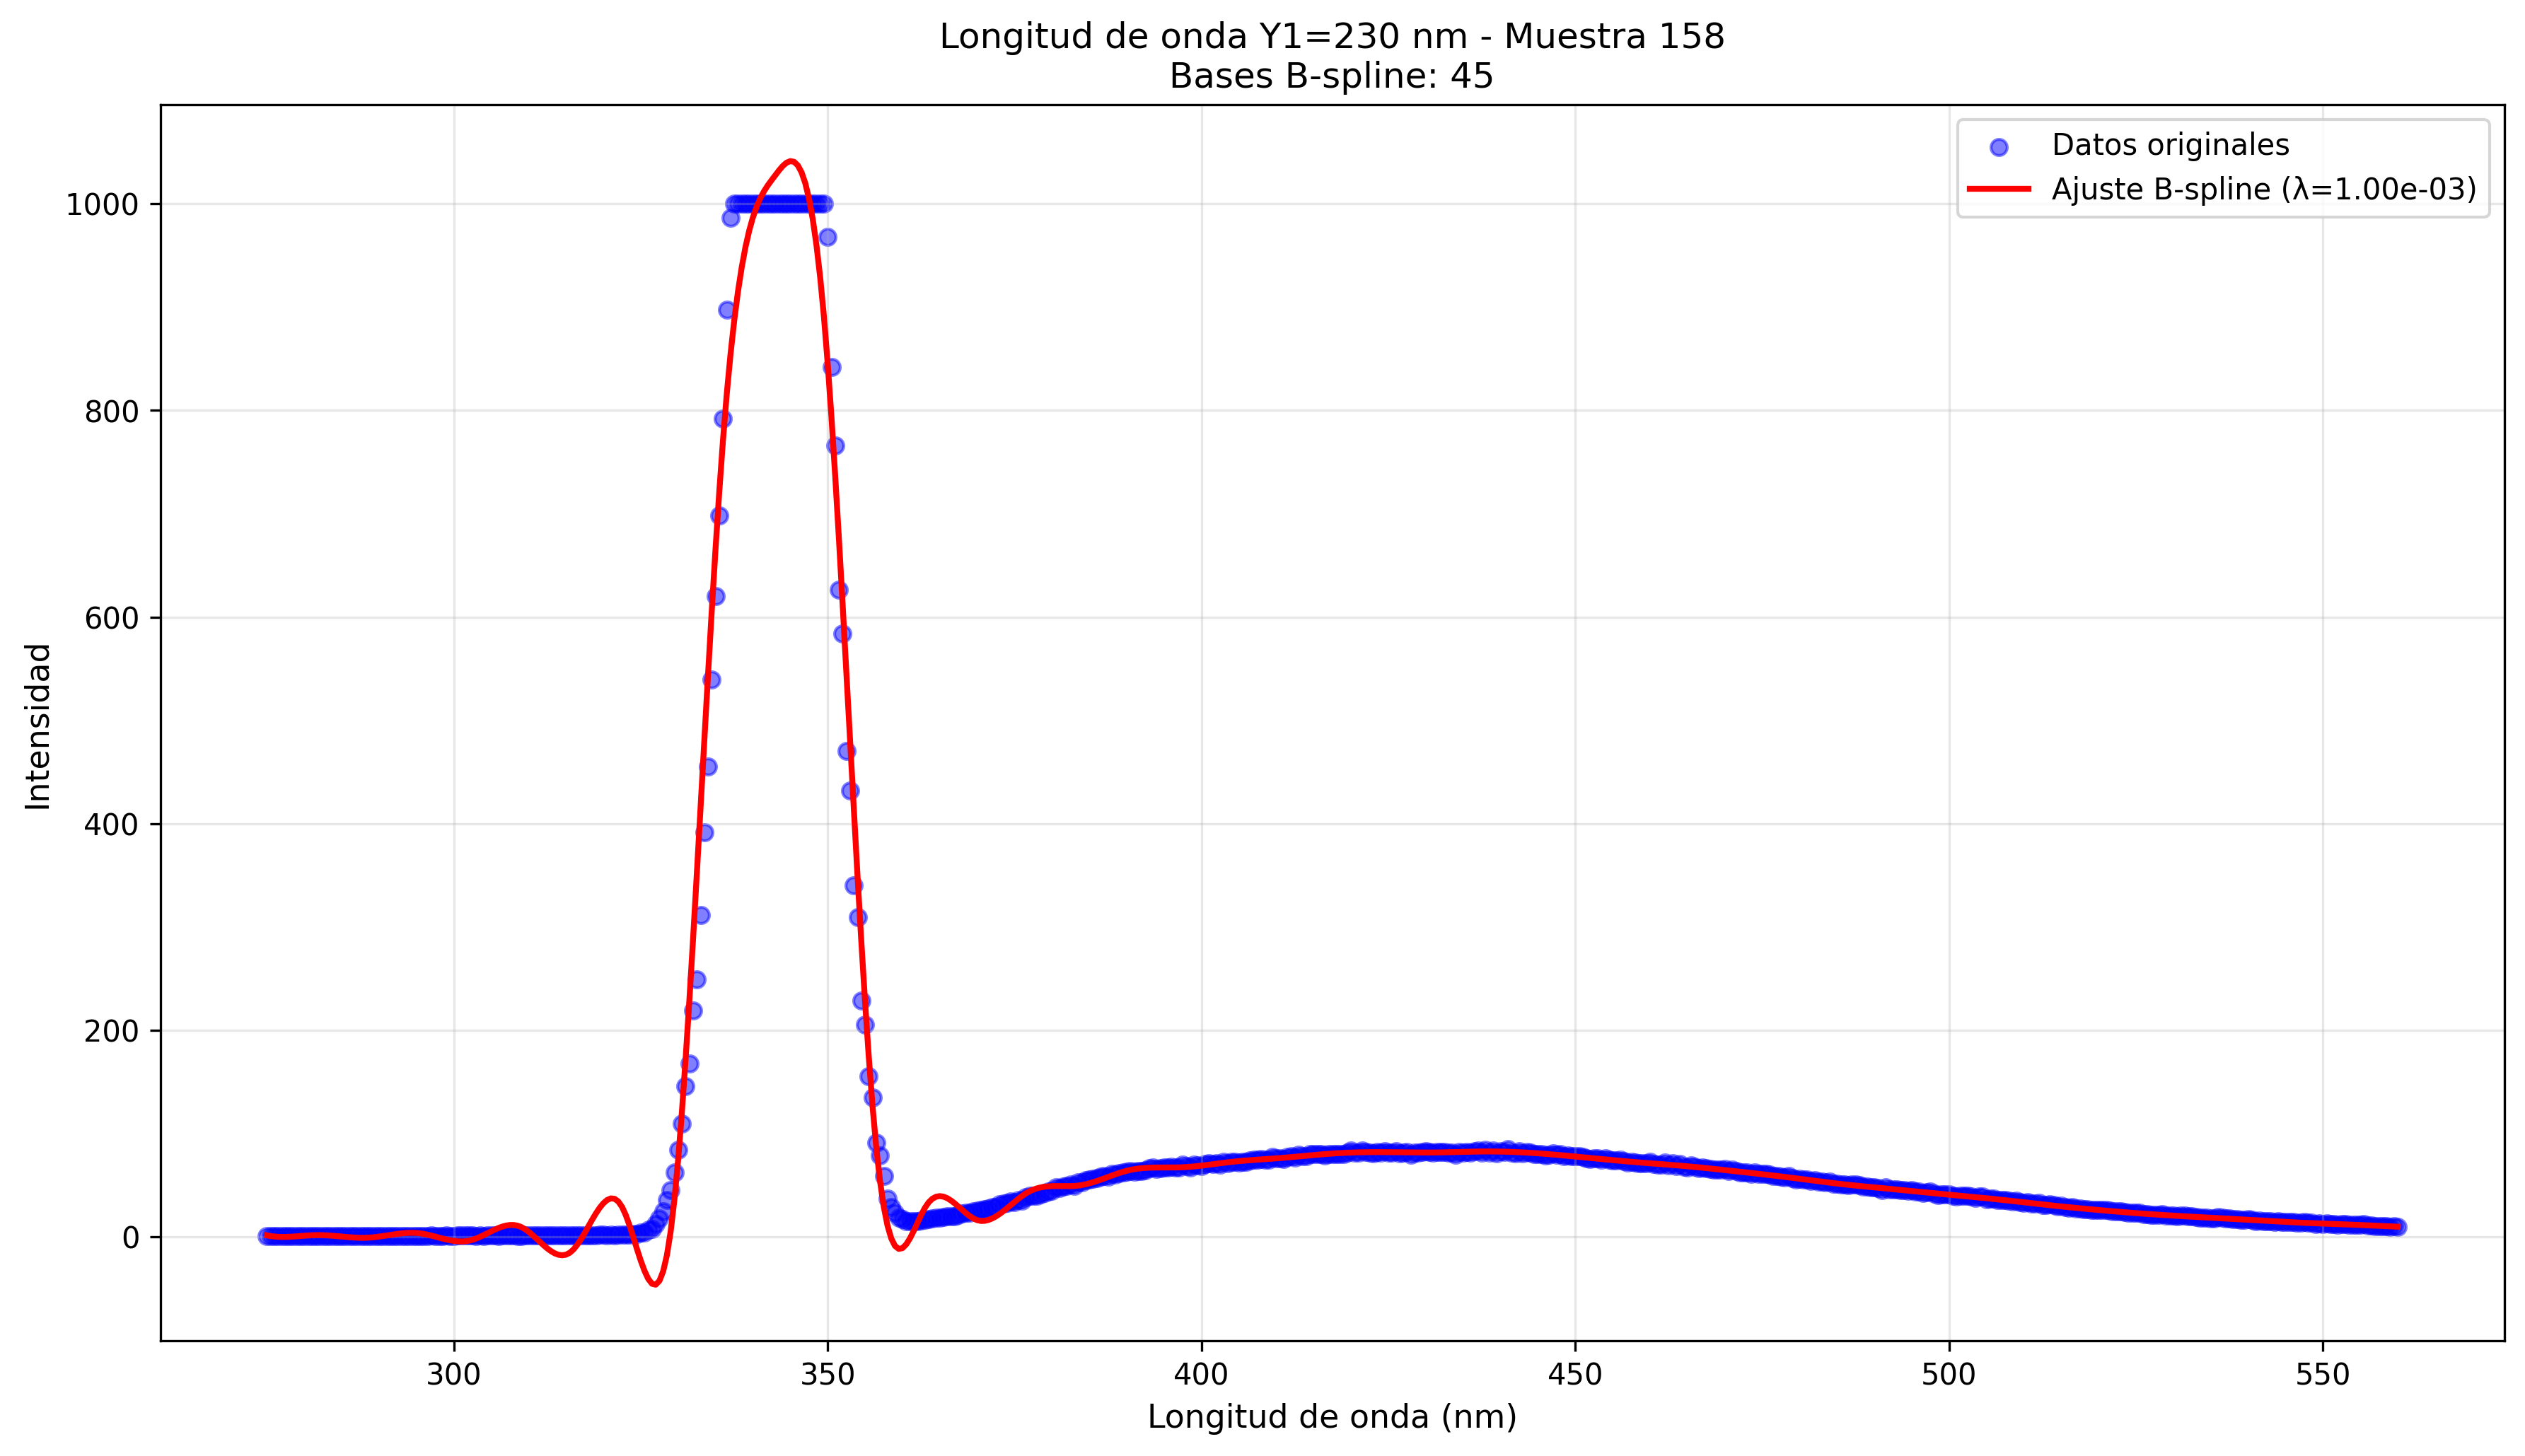 Longitud de onda Y1=230 nm - Muestra 158
Bases B-spline: 45
Datos originales
Ajuste B-spline (λ=1.00e-03)
Intensidad
1000
800
600
400
200
0
300 350 400 450 500 550
Longitud de onda (nm)